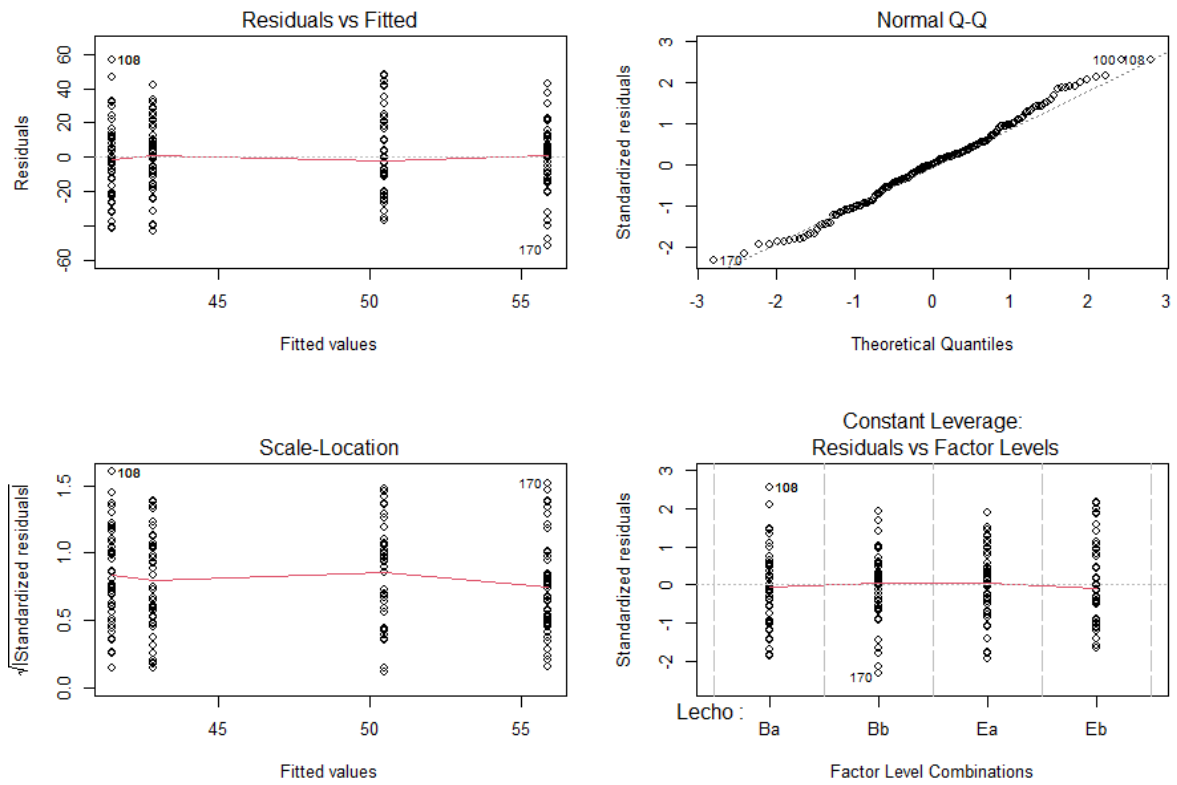 Residuals vs Fitted
Residuals
60
40
20
0
-20
-60
108
170
45
50
55
Fitted values
Normal Q-Q
Standardized residuals
3
2
1
0
-1
-2
100
108
170
-3
-2
-1
0
1
2
3
Theoretical Quantiles
Scale-Location
√|Standardized residuals|
1.5
1.0
0.5
0.0
108
170
45
50
55
Fitted values
Constant Leverage:
Residuals vs Factor Levels
Standardized residuals
3
2
1
0
-1
-2
108
170
Lecho :
Ba
Bb
Ea
Eb
Factor Level Combinations